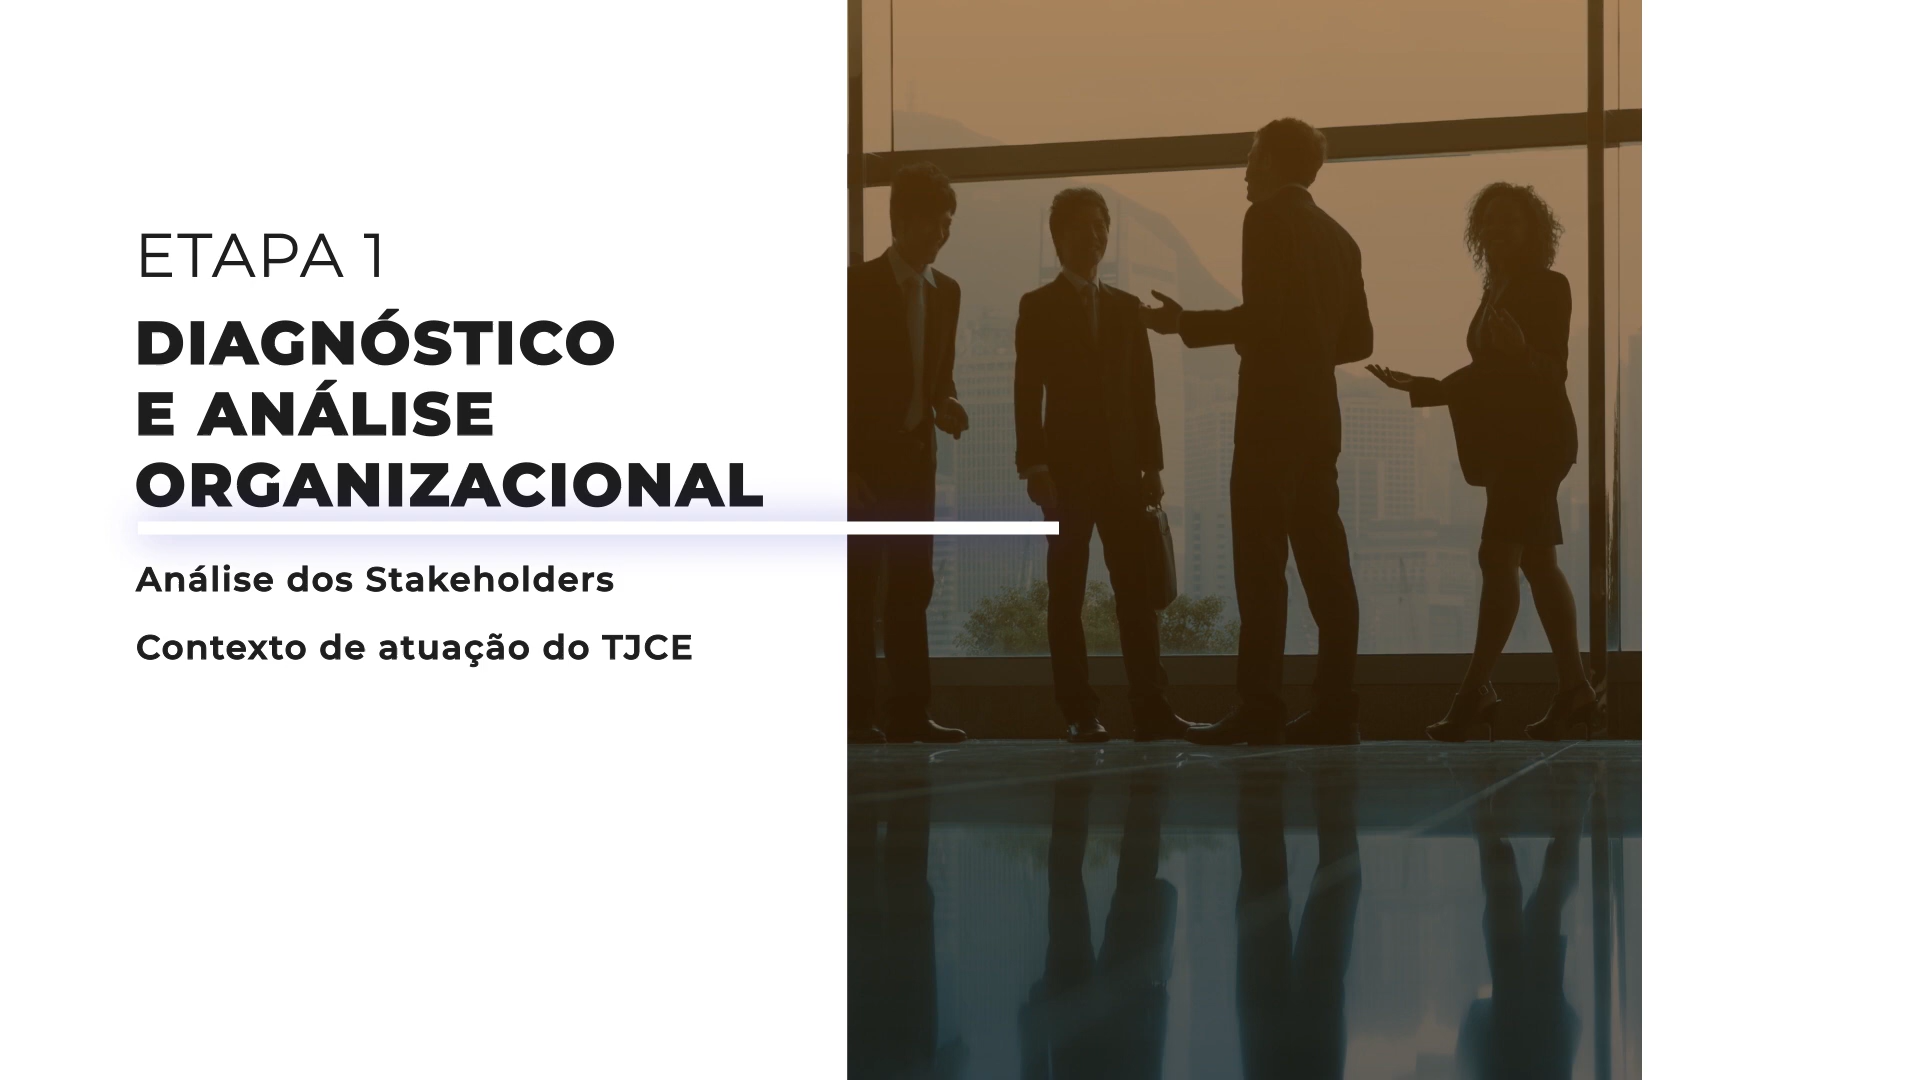 ETAPA 1
DIAGNÓSTICO
E ANÁLISE
ORGANIZACIONAL
Análise dos Stakeholders
Contexto de atuação do TJCE